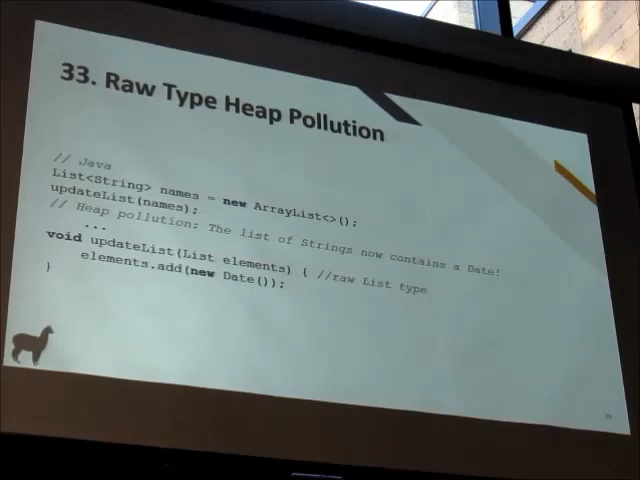 33. Raw Type Heap Pollution
// Java
List<String> names = new ArrayList<>();
updateList(names);
// Heap pollution: The list of Strings now contains a Date!
...
void updateList(List elements) { //raw List type
elements.add(new Date());
}